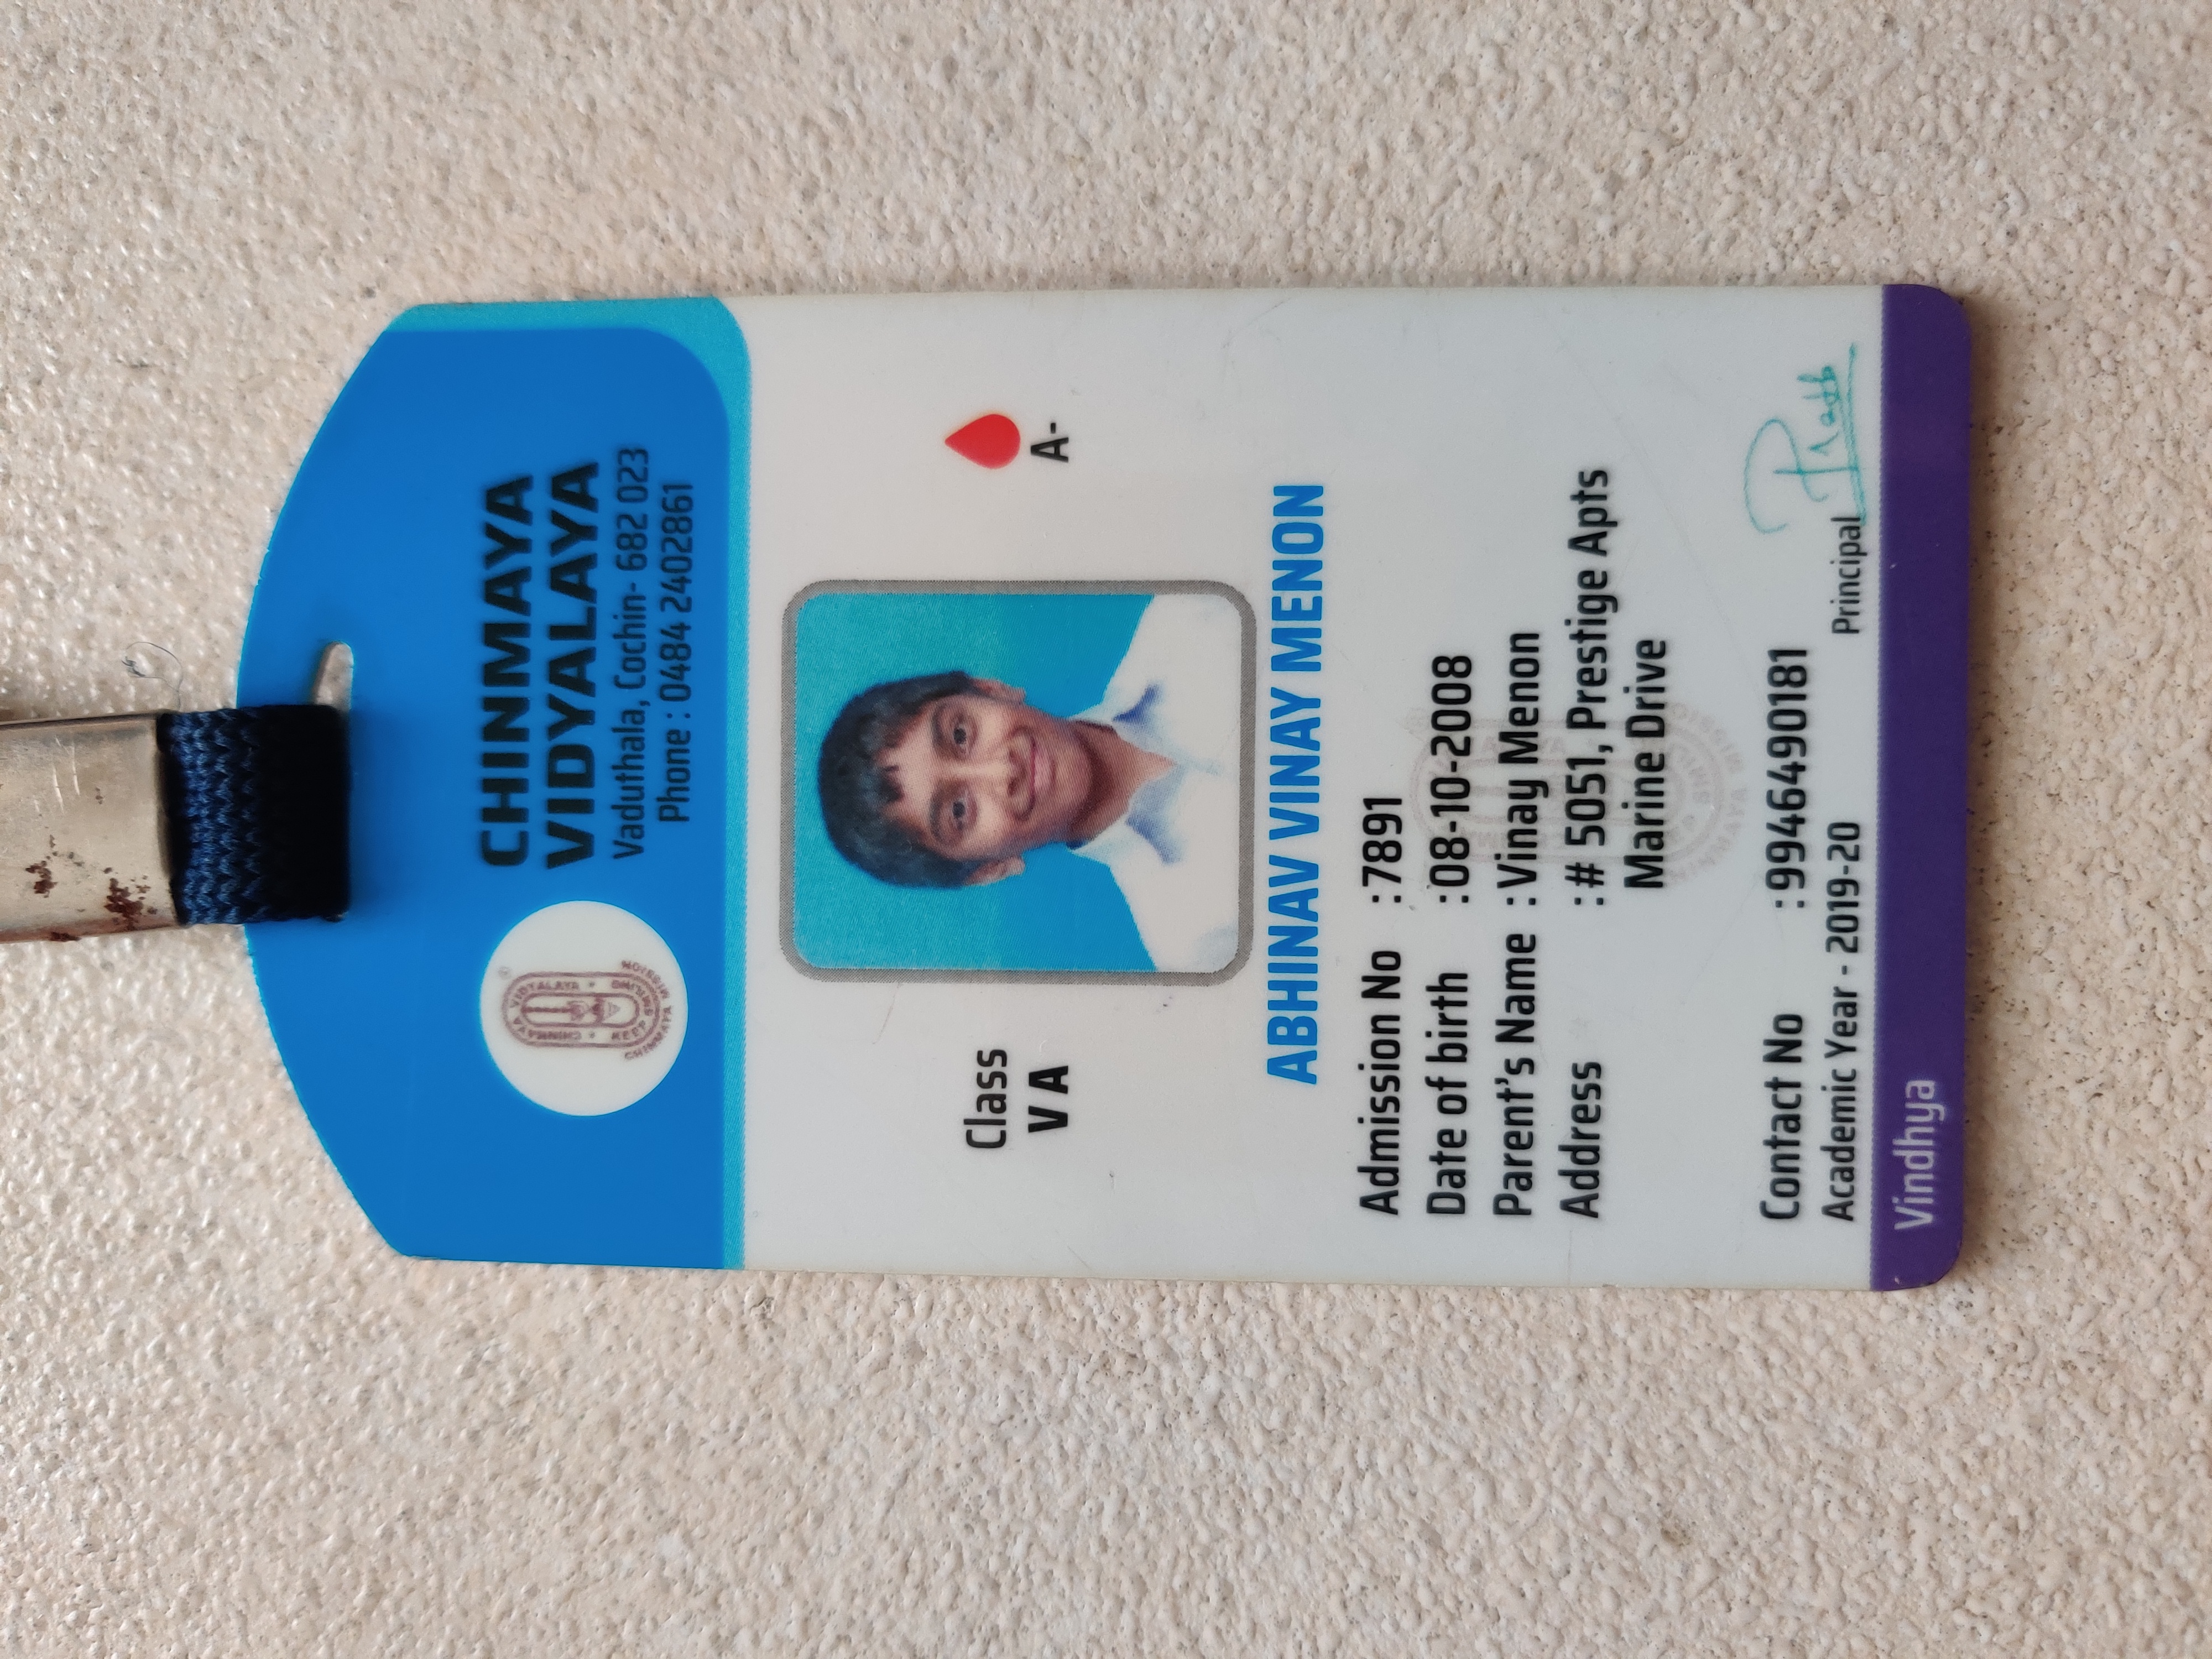 CHINMAYA
VIDYALAYA
Vaduthala, Cochin- 682 023
Phone : 0484 2402861
CHINMAYA VIDYALAYA
KEEP SMILING
CHINMAYA MISSION
Class
V A
A-
ABHINAV VINAY MENON
Admission No : 7891
Date of birth : 08-10-2008
Parent's Name : Vinay Menon
Address : # 5051, Prestige Apts
Marine Drive
Contact No : 9946490181
Academic Year - 2019-20
Principal
Vindhya